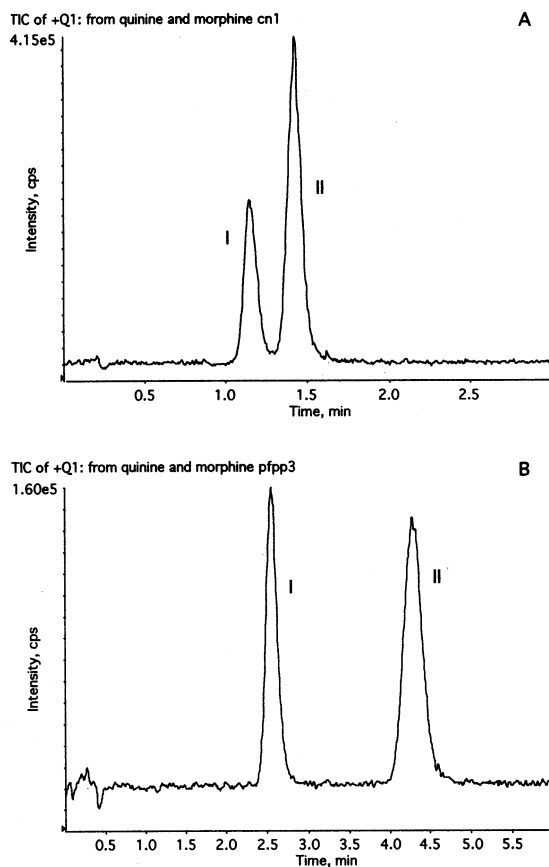 TIC of +Q1: from quinine and morphine cn1
A
4.15e5
Intensity, cps
I
II
0.5 1.0 1.5 2.0 2.5
Time, min
TIC of +Q1: from quinine and morphine pfpp3
B
1.60e5
Intensity, cps
I
II
0.5 1.0 1.5 2.0 2.5 3.0 3.5 4.0 4.5 5.0 5.5
Time, min